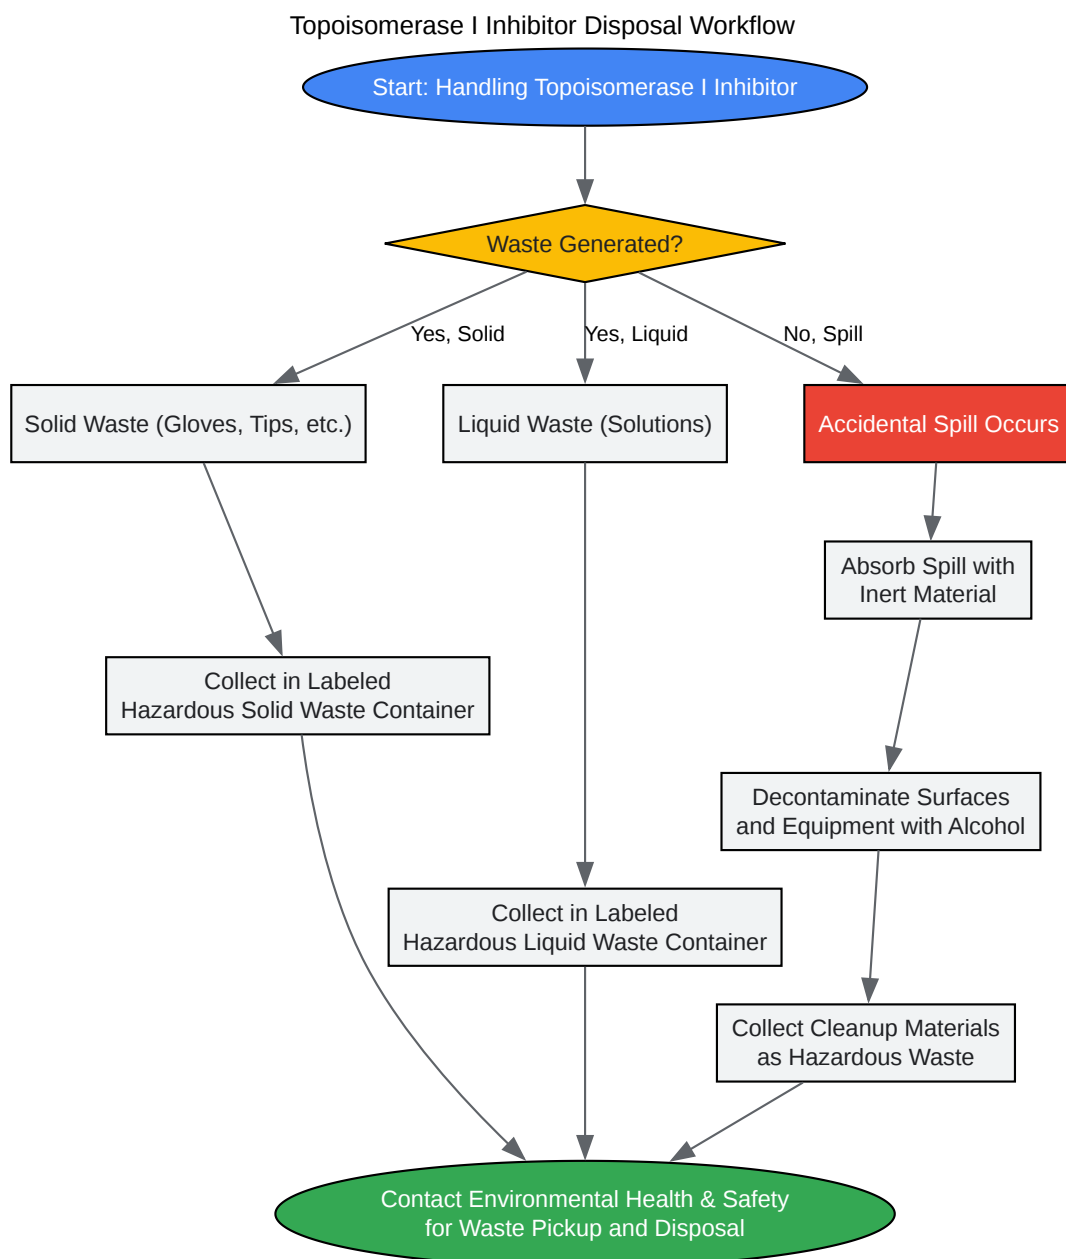 Topoisomerase I Inhibitor Disposal Workflow
Start: Handling Topoisomerase I Inhibitor
Waste Generated?
Yes, Solid
Yes, Liquid
No, Spill
Solid Waste (Gloves, Tips, etc.)
Liquid Waste (Solutions)
Accidental Spill Occurs
Absorb Spill with
Inert Material
Collect in Labeled
Hazardous Solid Waste Container
Decontaminate Surfaces
and Equipment with Alcohol
Collect in Labeled
Hazardous Liquid Waste Container
Collect Cleanup Materials
as Hazardous Waste
Contact Environmental Health & Safety
for Waste Pickup and Disposal